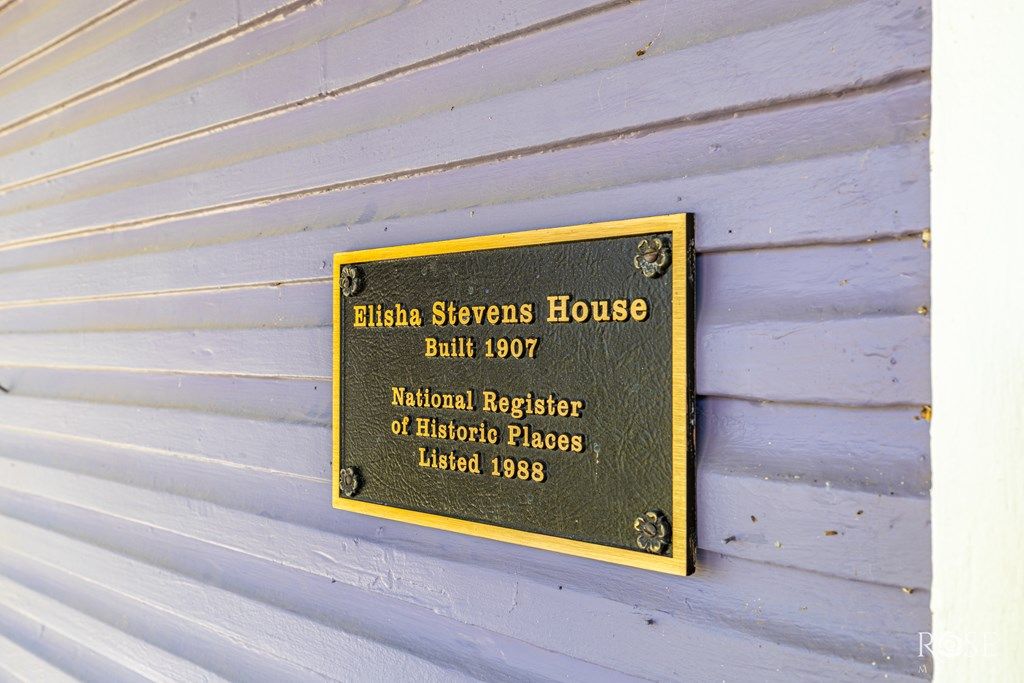 Elisha Stevens House
Built 1907
National Register
of Historic Places
Listed 1988
ROSE